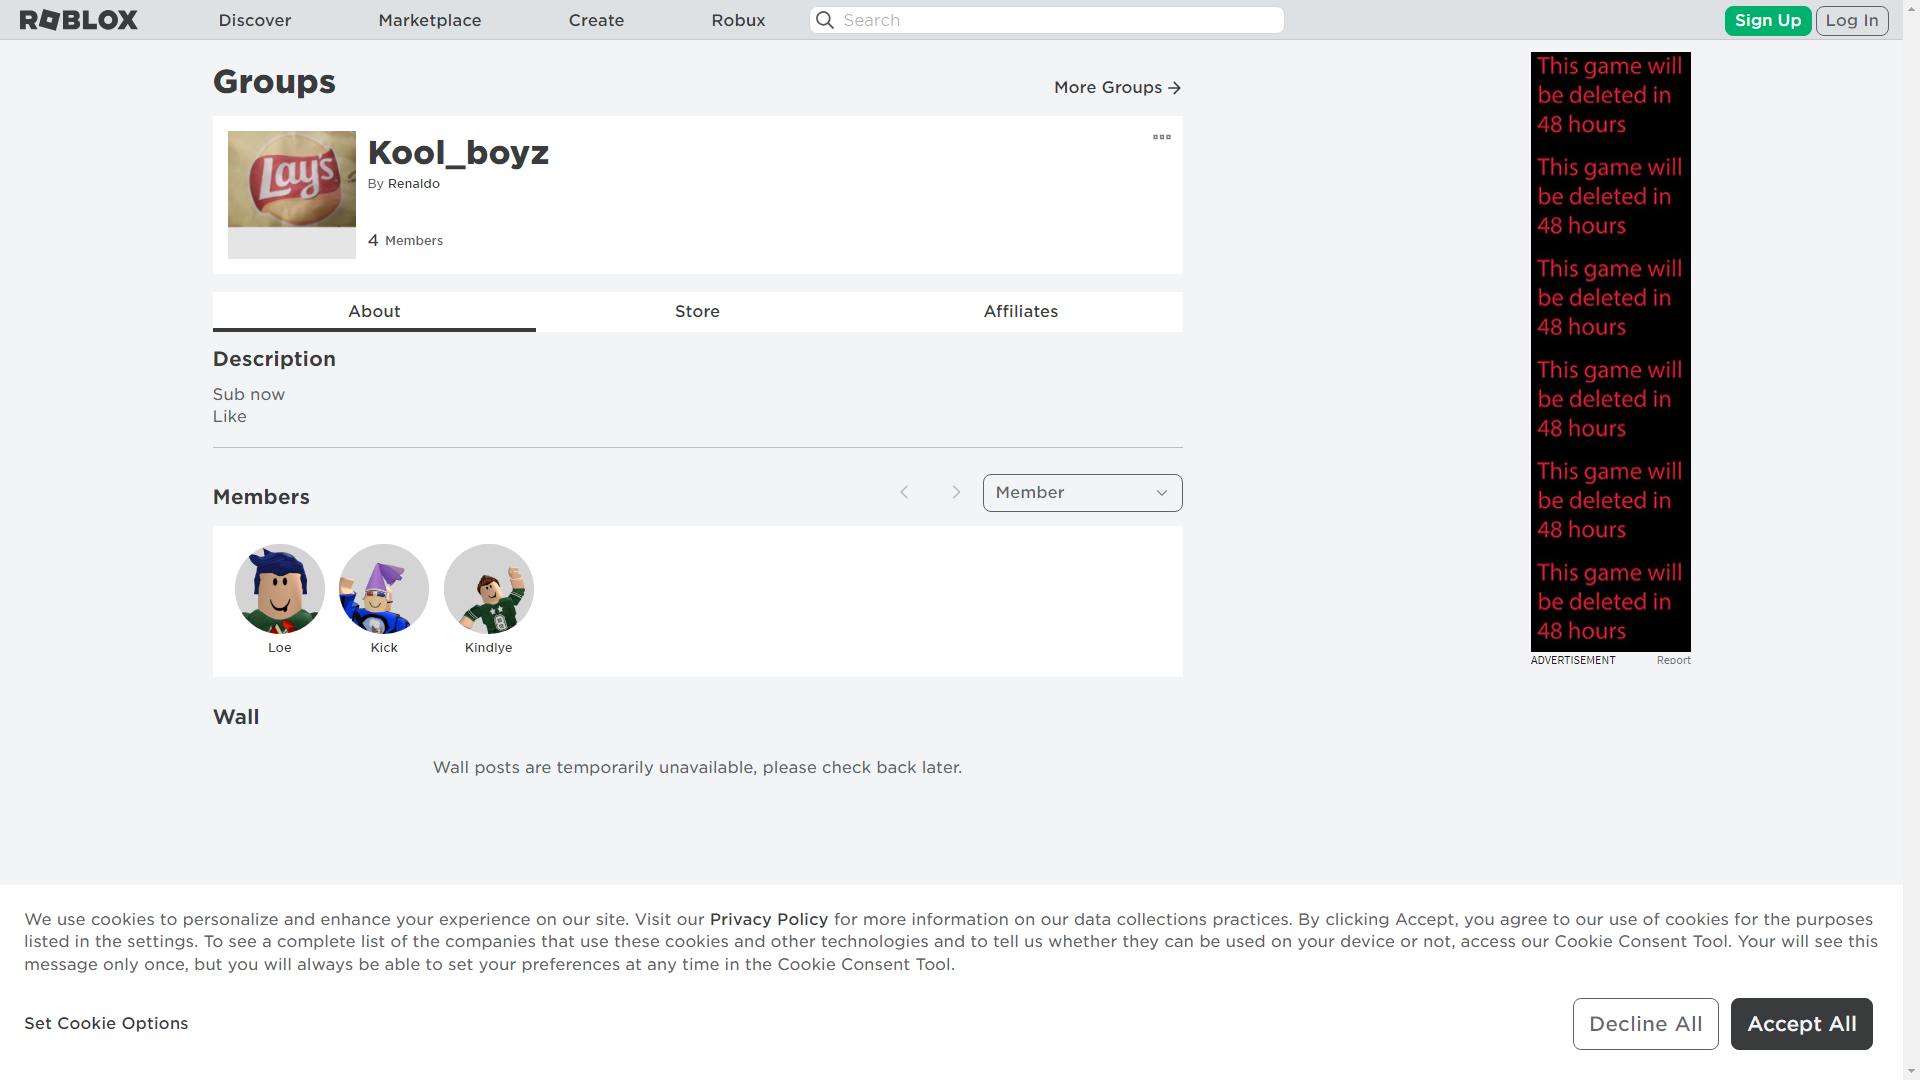 ROBLOX
Discover
Marketplace
Create
Robux
Search
Sign Up
Log In
Groups
More Groups
Lay's
Kool_boyz
By Renaldo
4 Members
About
Store
Affiliates
Description
Sub now
Like
Members
Member
Loe
Kick
Kindlye
Wall
Wall posts are temporarily unavailable, please check back later.
This game will
be deleted in
48 hours
This game will
be deleted in
48 hours
This game will
be deleted in
48 hours
This game will
be deleted in
48 hours
This game will
be deleted in
48 hours
This game will
be deleted in
48 hours
ADVERTISEMENT
Report
We use cookies to personalize and enhance your experience on our site. Visit our Privacy Policy for more information on our data collections practices. By clicking Accept, you agree to our use of cookies for the purposes
listed in the settings. To see a complete list of the companies that use these cookies and other technologies and to tell us whether they can be used on your device or not, access our Cookie Consent Tool. Your will see this
message only once, but you will always be able to set your preferences at any time in the Cookie Consent Tool.
Set Cookie Options
Decline All
Accept All